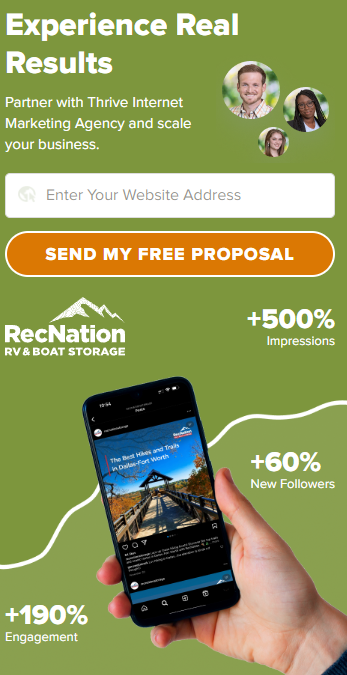 Experience Real
Results
Partner with Thrive Internet
Marketing Agency and scale
your business.
Enter Your Website Address
SEND MY FREE PROPOSAL
RecNation
RV & BOAT STORAGE
+500%
Impressions
RecNation
The Best Hikes and Trails
in Dallas-Fort Worth
+60%
New Followers
+190%
Engagement